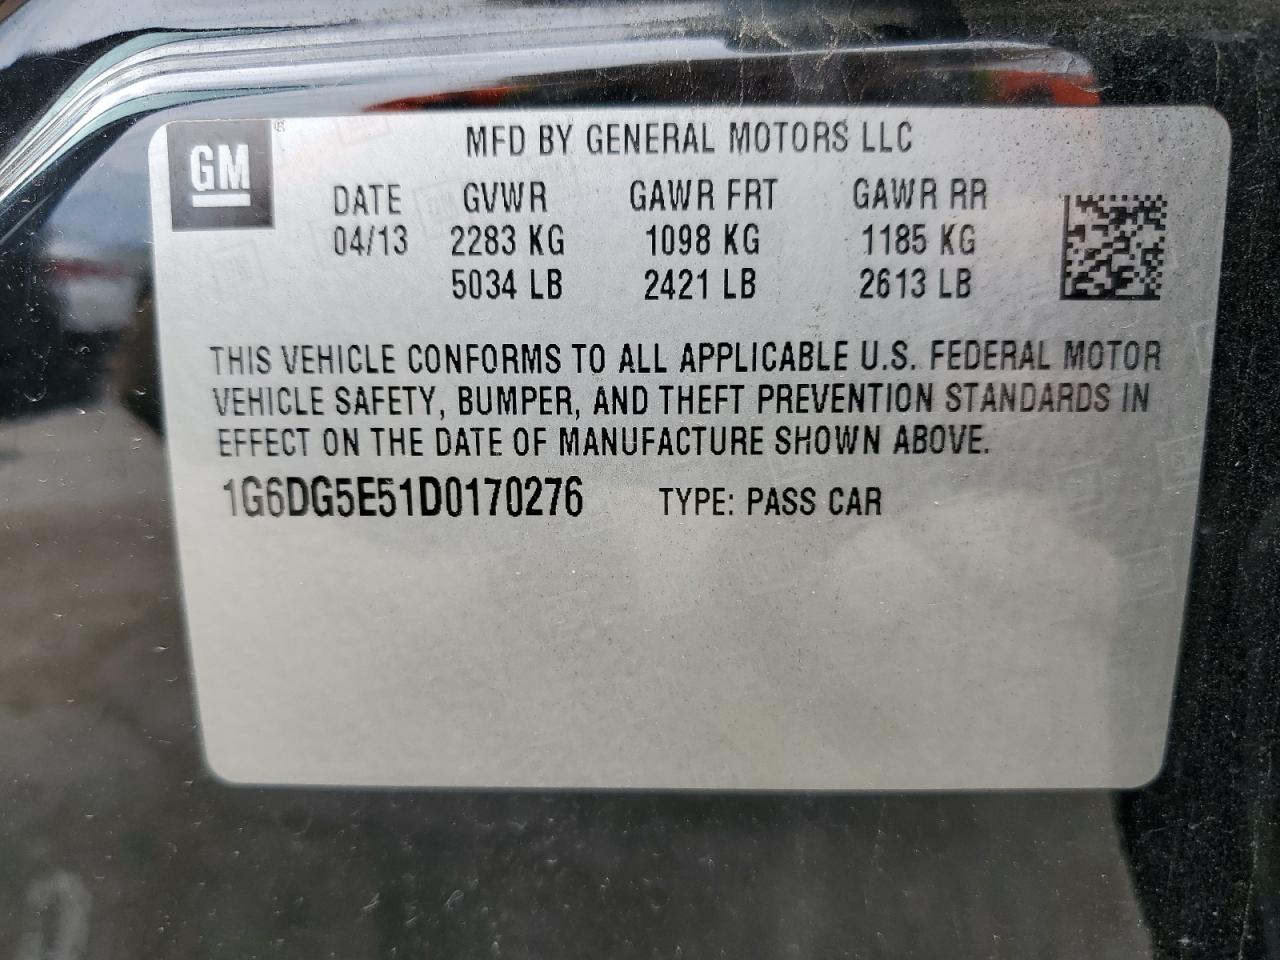 GM
MFD BY GENERAL MOTORS LLC
DATE GVWR GAWR FRT GAWR RR
04/13 2283 KG 1098 KG 1185 KG
5034 LB 2421 LB 2613 LB
THIS VEHICLE CONFORMS TO ALL APPLICABLE U.S. FEDERAL MOTOR
VEHICLE SAFETY, BUMPER, AND THEFT PREVENTION STANDARDS IN
EFFECT ON THE DATE OF MANUFACTURE SHOWN ABOVE.
1G6DG5E51D0170276 TYPE: PASS CAR